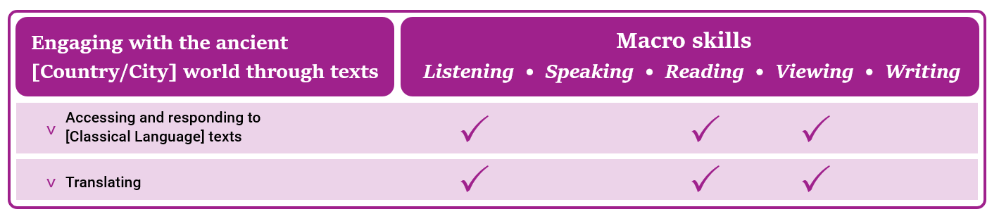 Engaging with the ancient
[Country/City] world through texts
Macro skills
Listening • Speaking • Reading • Viewing • Writing
v Accessing and responding to
[Classical Language] texts
✓ ✓ ✓
v Translating
✓ ✓ ✓